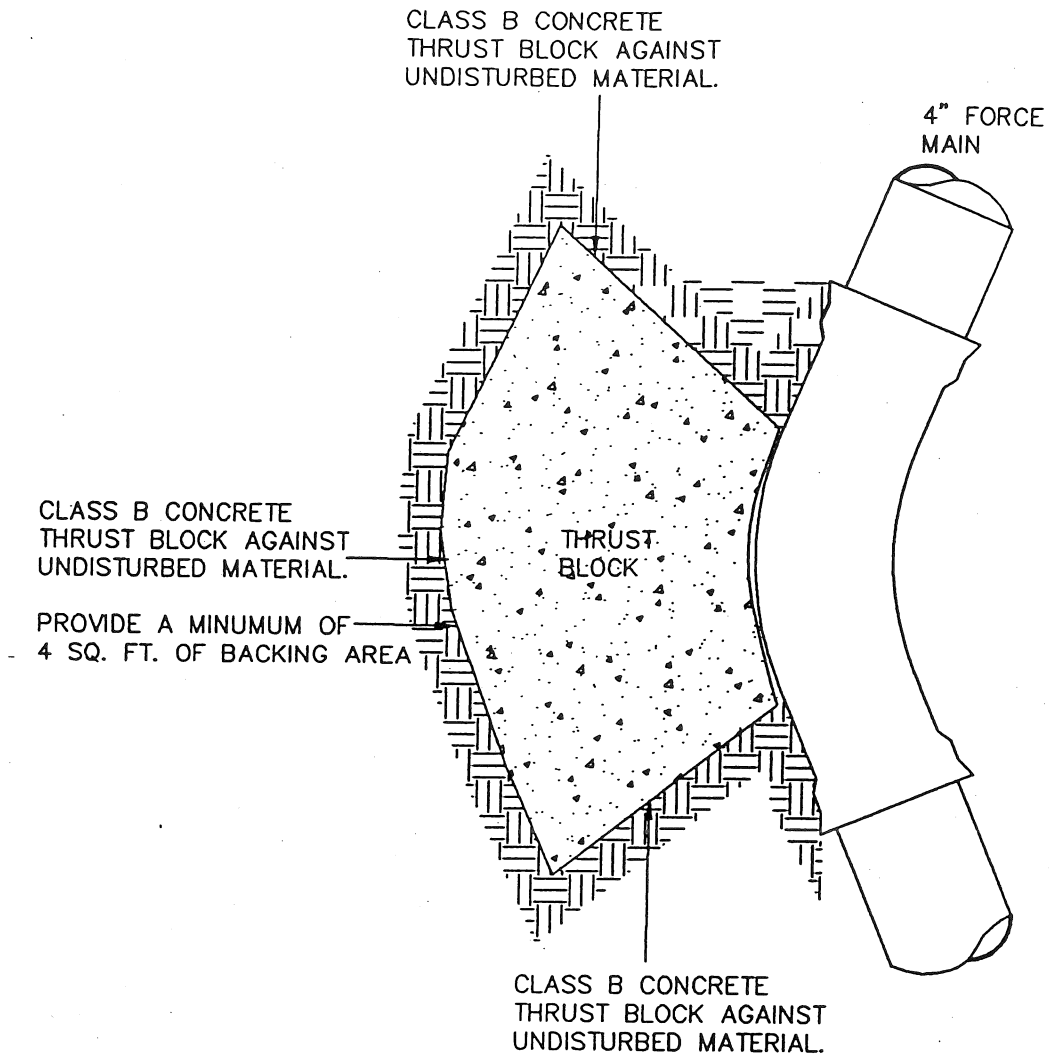 CLASS B CONCRETE
THRUST BLOCK AGAINST
UNDISTURBED MATERIAL.
4" FORCE
MAIN
CLASS B CONCRETE
THRUST BLOCK AGAINST
UNDISTURBED MATERIAL.
THRUST
BLOCK
PROVIDE A MINUMUM OF
4 SQ. FT. OF BACKING AREA
CLASS B CONCRETE
THRUST BLOCK AGAINST
UNDISTURBED MATERIAL.